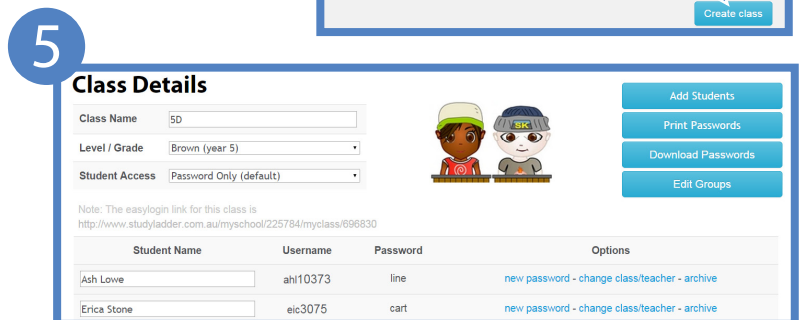 Create class
5
Class Details
Add Students
Class Name 5D
Print Passwords
SK
Level / Grade Brown (year 5)
Download Passwords
Student Access Password Only (default)
Edit Groups
Note: The easylogin link for this class is
http://www.studyladder.com.au/myschool/225784/myclass/696830
Student Name Username Password Options
Ash Lowe ahl10373 line new password - change class/teacher - archive
Erica Stone eic3075 cart new password - change class/teacher - archive